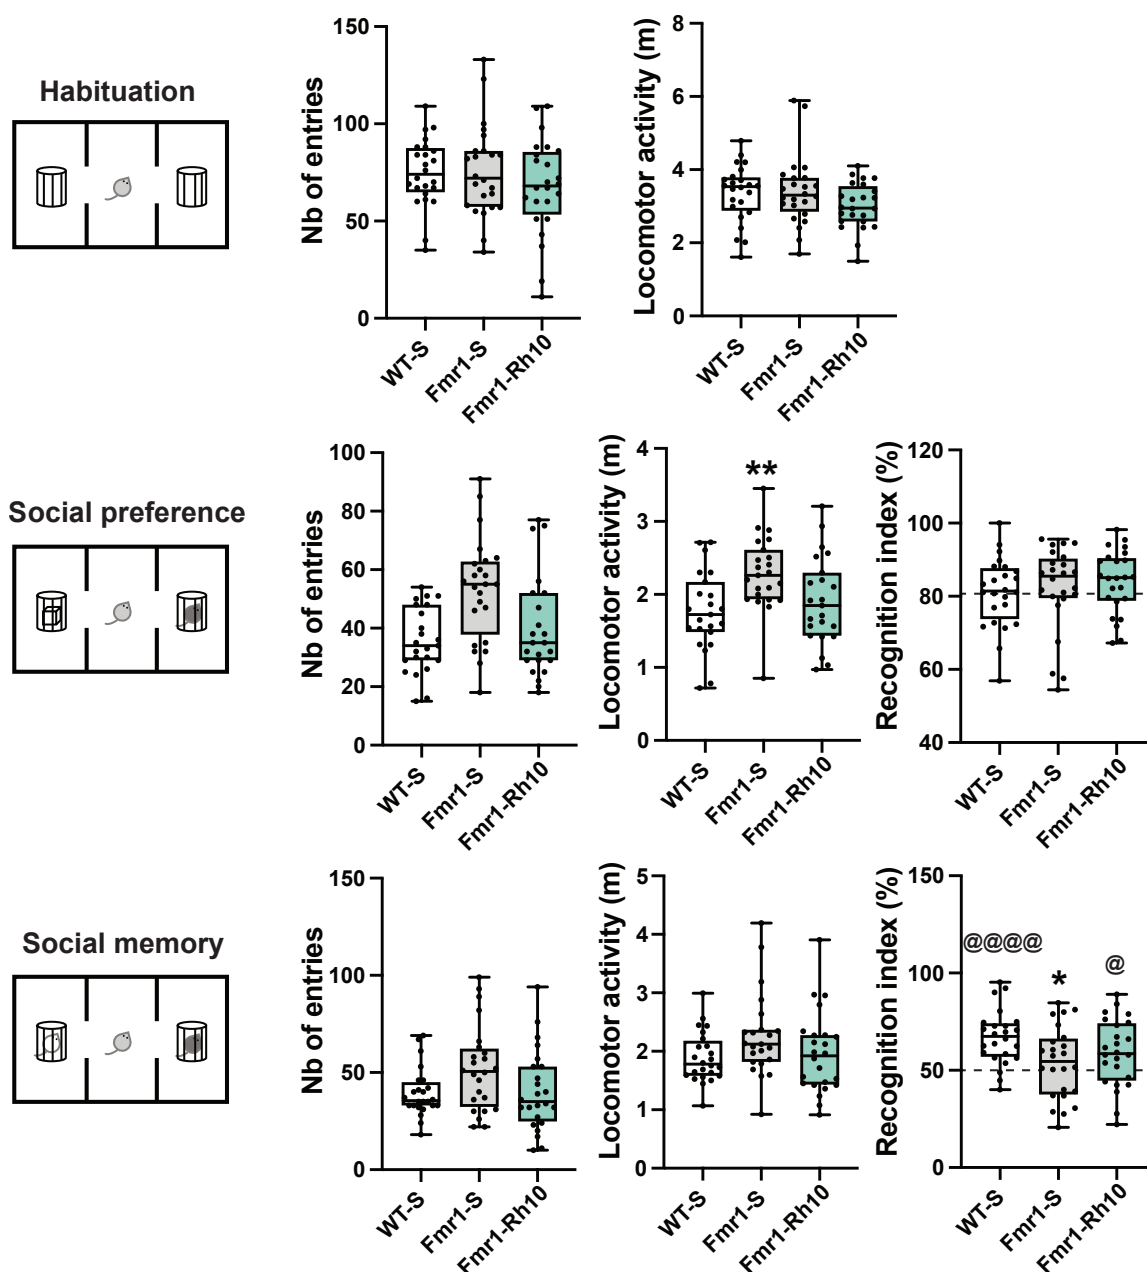 Habituation
Nb of entries
150
100
50
0
WT-S
Fmr1-S
Fmr1-Rh10
Locomotor activity (m)
8
6
4
2
0
WT-S
Fmr1-S
Fmr1-Rh10
Social preference
Nb of entries
100
80
60
40
20
0
WT-S
Fmr1-S
Fmr1-Rh10
Locomotor activity (m)
4
3
2
1
0
**
WT-S
Fmr1-S
Fmr1-Rh10
Recognition index (%)
120
100
80
60
40
WT-S
Fmr1-S
Fmr1-Rh10
Social memory
Nb of entries
150
100
50
0
WT-S
Fmr1-S
Fmr1-Rh10
Locomotor activity (m)
5
4
3
2
1
0
WT-S
Fmr1-S
Fmr1-Rh10
Recognition index (%)
150
100
50
0
@@@@
*
@
WT-S
Fmr1-S
Fmr1-Rh10